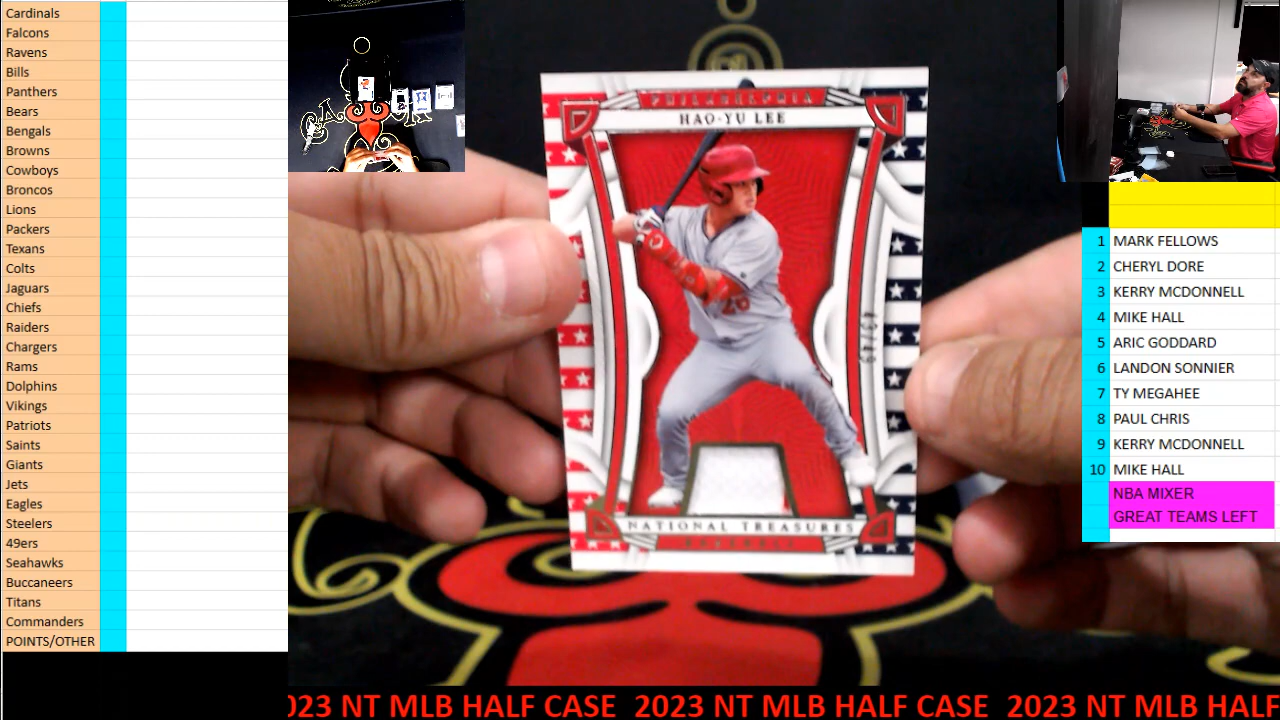 Cardinals
Falcons
Ravens
Bills
Panthers
Bears
Bengals
Browns
Cowboys
Broncos
Lions
Packers
Texans
Colts
Jaguars
Chiefs
Raiders
Chargers
Rams
Dolphins
Vikings
Patriots
Saints
Giants
Jets
Eagles
Steelers
49ers
Seahawks
Buccaneers
Titans
Commanders
POINTS/OTHER
PHILADELPHIA
HAO-YU LEE
NATIONAL TREASURES
BASEBALL
1 MARK FELLOWS
2 CHERYL DORE
3 KERRY MCDONNELL
4 MIKE HALL
5 ARIC GODDARD
6 LANDON SONNIER
7 TY MEGAHEE
8 PAUL CHRIS
9 KERRY MCDONNELL
10 MIKE HALL
NBA MIXER
GREAT TEAMS LEFT
023 NT MLB HALF CASE 2023 NT MLB HALF CASE 2023 NT MLB HALF